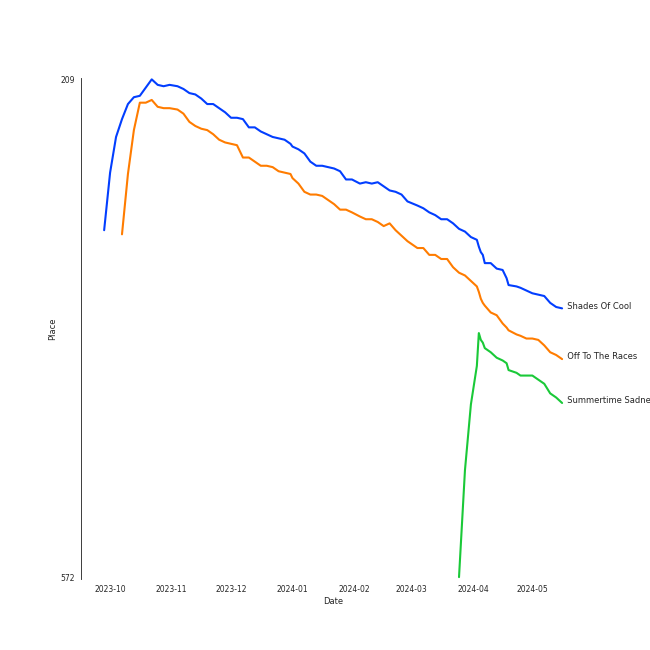 209
Shades Of Cool
Place
Off To The Races
Summertime Sadne
572
2023-10 2023-11 2023-12 2024-01 2024-02 2024-03 2024-04 2024-05
Date